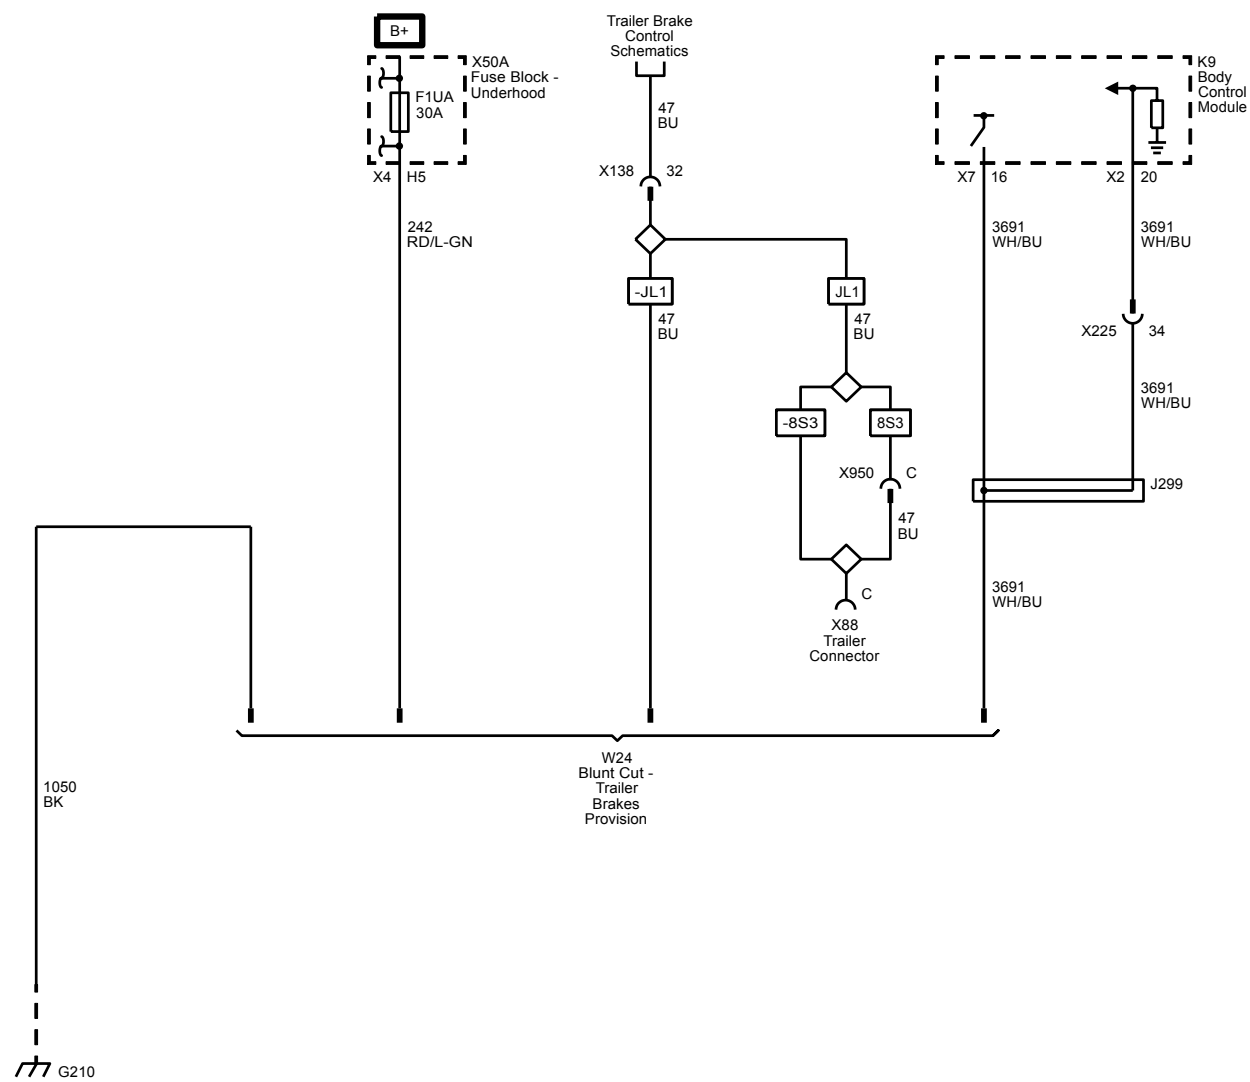 B+
X50A
Fuse Block -
Underhood
F1UA
30A
X4 H5
242
RD/L-GN
Trailer Brake
Control
Schematics
47
BU
X138 32
-JL1
47
BU
JL1
47
BU
-8S3
8S3
X950 C
47
BU
C
X88
Trailer
Connector
K9
Body
Control
Module
X7 16
X2 20
3691
WH/BU
3691
WH/BU
X225 34
3691
WH/BU
J299
3691
WH/BU
W24
Blunt Cut -
Trailer
Brakes
Provision
1050
BK
G210